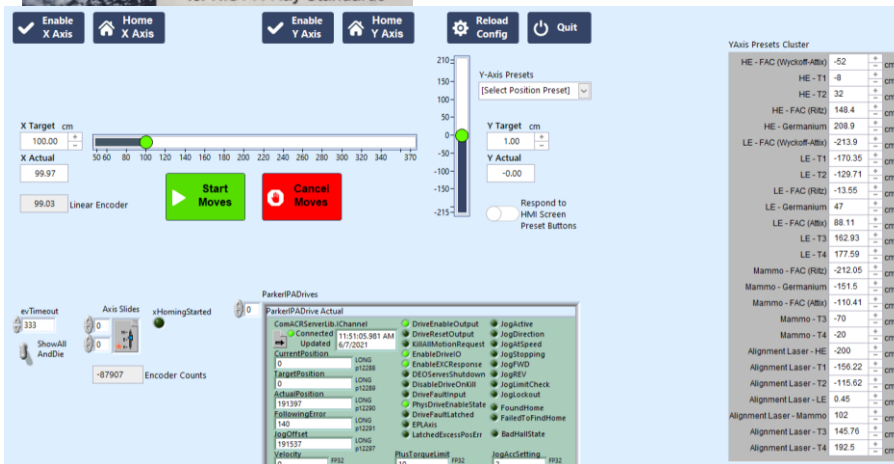 Enable X Axis
Home X Axis
Enable Y Axis
Home Y Axis
Reload Config
Quit
210-
150-
100-
50-
0-
-50-
-100-
-150-
-215-
Y-Axis Presets
[Select Position Preset]
X Target cm
100.00
X Actual
99.97
99.03 Linear Encoder
50 60 80 100 120 140 160 180 200 220 240 260 280 300 320 340 370
Y Target cm
1.00
Y Actual
-0.00
Start Moves
Cancel Moves
Respond to
HMI Screen
Preset Buttons
YAxis Presets Cluster
HE - FAC (Wyckoff-Attix) -52 cm
HE - T1 -8 cm
HE - T2 32 cm
HE - FAC (Ritz) 148.4 cm
HE - Germanium 208.9 cm
LE - FAC (Wyckoff-Attix) -213.9 cm
LE - T1 -170.35 cm
LE - T2 -129.71 cm
LE - FAC (Ritz) -13.55 cm
LE - Germanium 47 cm
LE - FAC (Attix) 88.11 cm
LE - T3 162.93 cm
LE - T4 177.59 cm
Mammo - FAC (Ritz) -212.05 cm
Mammo - Germanium -151.5 cm
Mammo - FAC (Attix) -110.41 cm
Mammo - T3 -70 cm
Mammo - T4 -20 cm
Alignment Laser - HE -200 cm
Alignment Laser - T1 -156.22 cm
Alignment Laser - T2 -115.62 cm
Alignment Laser - LE 0.45 cm
Alignment Laser - Mammo 102 cm
Alignment Laser - T3 145.76 cm
Alignment Laser - T4 192.5 cm
evTimeout
333
ShowAll
AndDie
Axis Slides
0
0
xHomingStarted
-87907 Encoder Counts
ParkerIPADrives
0
ParkerIPADrive Actual
ComACRServerLib.IChannel
Connected 11:51:05.981 AM
Updated 6/7/2021
CurrentPosition
0 LONG p12288
TargetPosition
0 LONG p12289
ActualPosition
191397 LONG p12290
FollowingError
140 LONG p12291
JogOffset
191537 LONG p12297
Velocity
0 FP32
DriveEnableOutput
DriveResetOutput
KillAllMotionRequest
EnableDriveIO
EnableEXCResponse
DEOServersShutdown
DisableDriveOnKill
DriveFaultInput
PhysDriveEnableState
DriveFaultLatched
EPLAxis
LatchedExcessPosErr
PlusTorqueLimit
10 FP32
JogActive
JogDirection
JogAtSpeed
JogStopping
JogFWD
JogREV
JogLimitCheck
JogLockout
FoundHome
FailedToFindHome
BadHallState
JogAccSetting
FP32